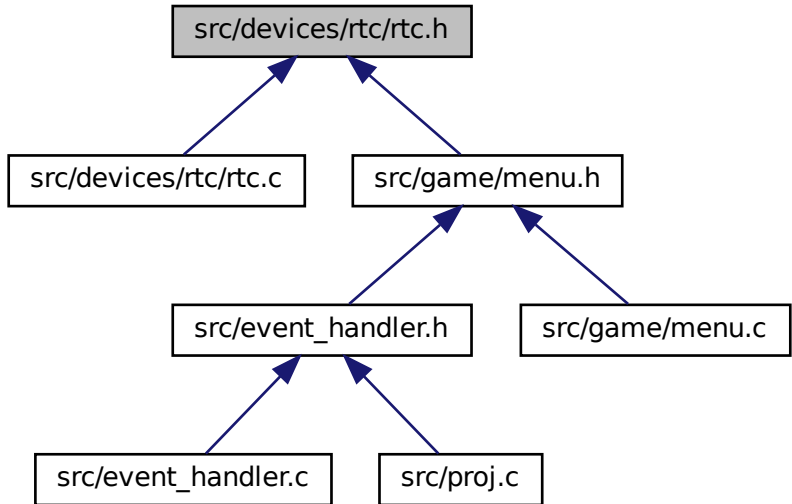 src/devices/rtc/rtc.h
src/devices/rtc/rtc.c
src/game/menu.h
src/event_handler.h
src/game/menu.c
src/event_handler.c
src/proj.c